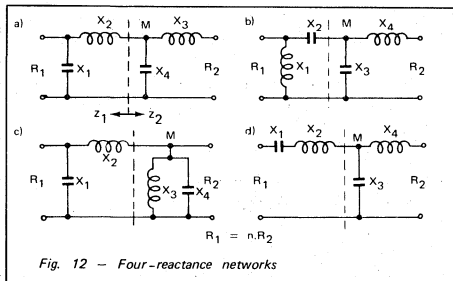 a)
X2
M
X3
R1
X1
X4
R2
Z1
Z2
b)
X2
M
X4
R1
X1
X3
R2
c)
M
X2
R1
X1
X3
X4
R2
d)
X1
X2
M
X4
R1
X3
R2
R1 = n.R2
Fig. 12 – Four-reactance networks